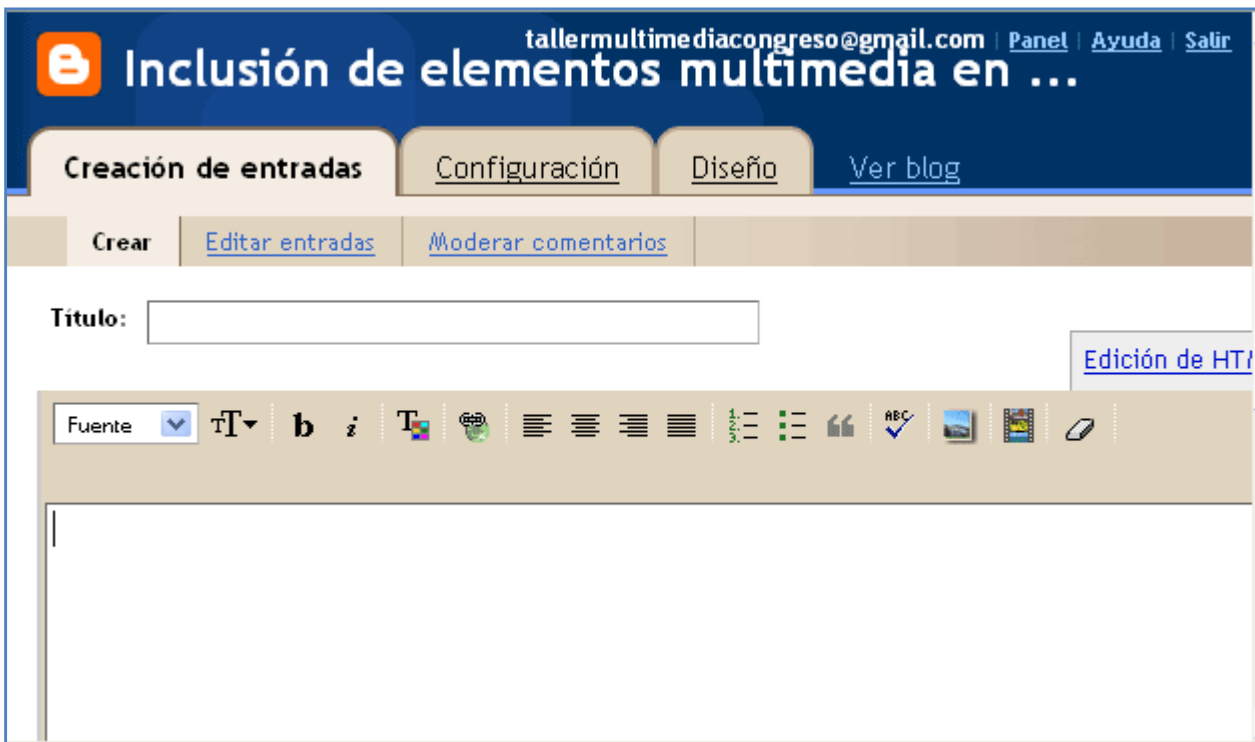 tallermultimediacongreso@gmail.com | Panel | Ayuda | Salir
Inclusión de elementos multimedia en ...
Creación de entradas Configuración Diseño Ver blog
Crear Editar entradas Moderar comentarios
Título:
Edición de
Fuente
ABC